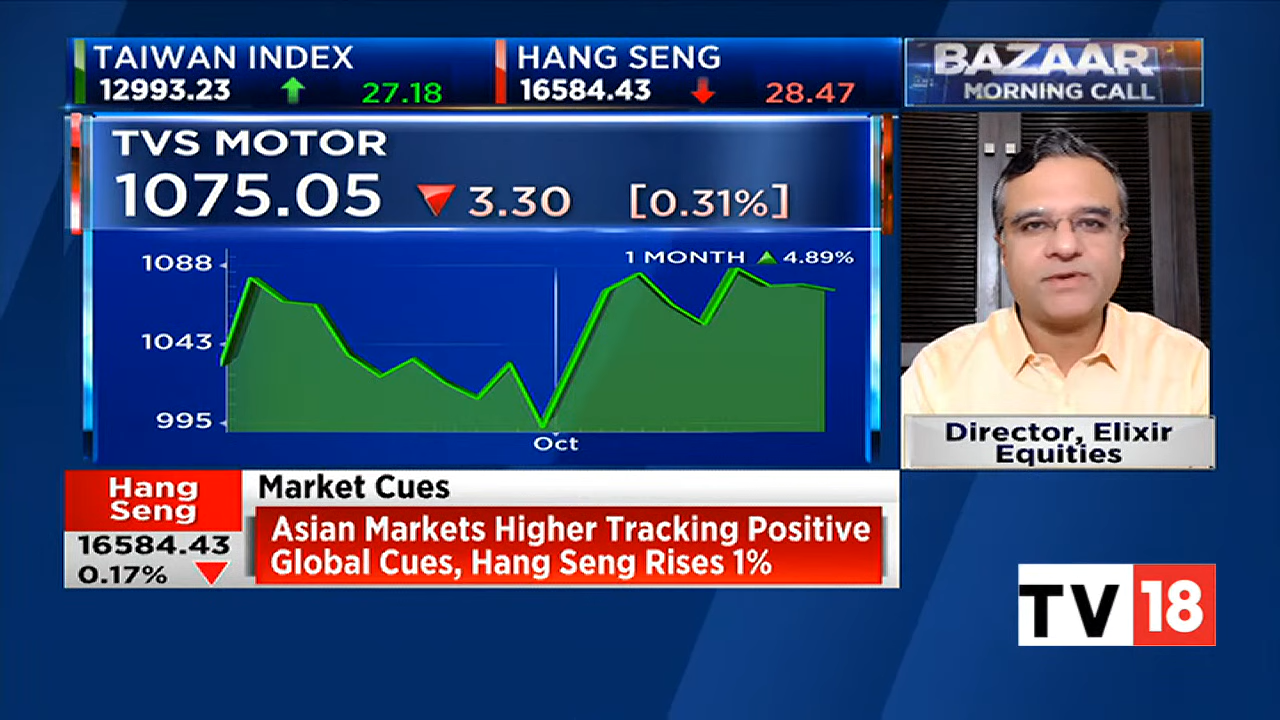 TAIWAN INDEX
12993.23 27.18
HANG SENG
16584.43 28.47
BAZAAR
MORNING CALL
TVS MOTOR
1075.05 3.30 [0.31%]
1 MONTH 4.89%
1088
1043
995
Oct
Director, Elixir
Equities
Hang
Seng
16584.43
0.17%
Market Cues
Asian Markets Higher Tracking Positive
Global Cues, Hang Seng Rises 1%
TV18